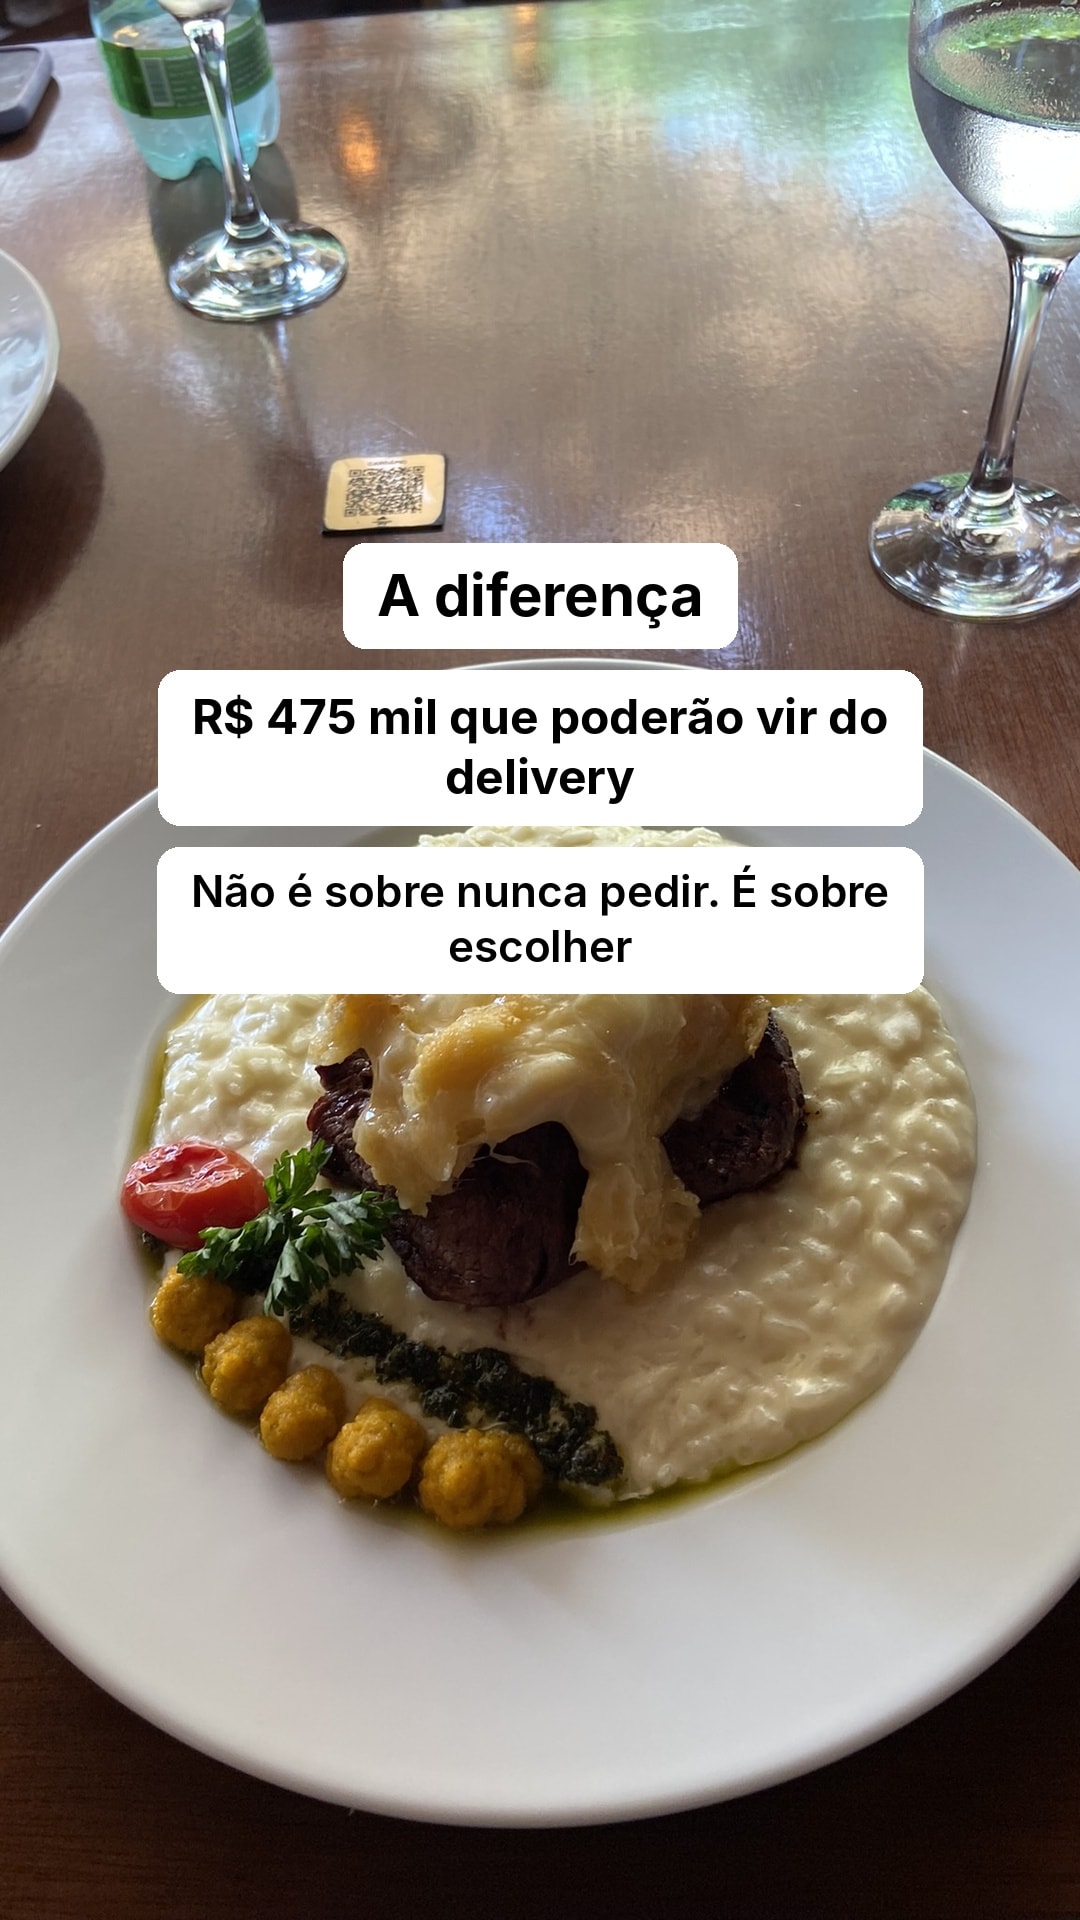 A diferença
R$ 475 mil que poderão vir do
delivery
Não é sobre nunca pedir. É sobre
escolher